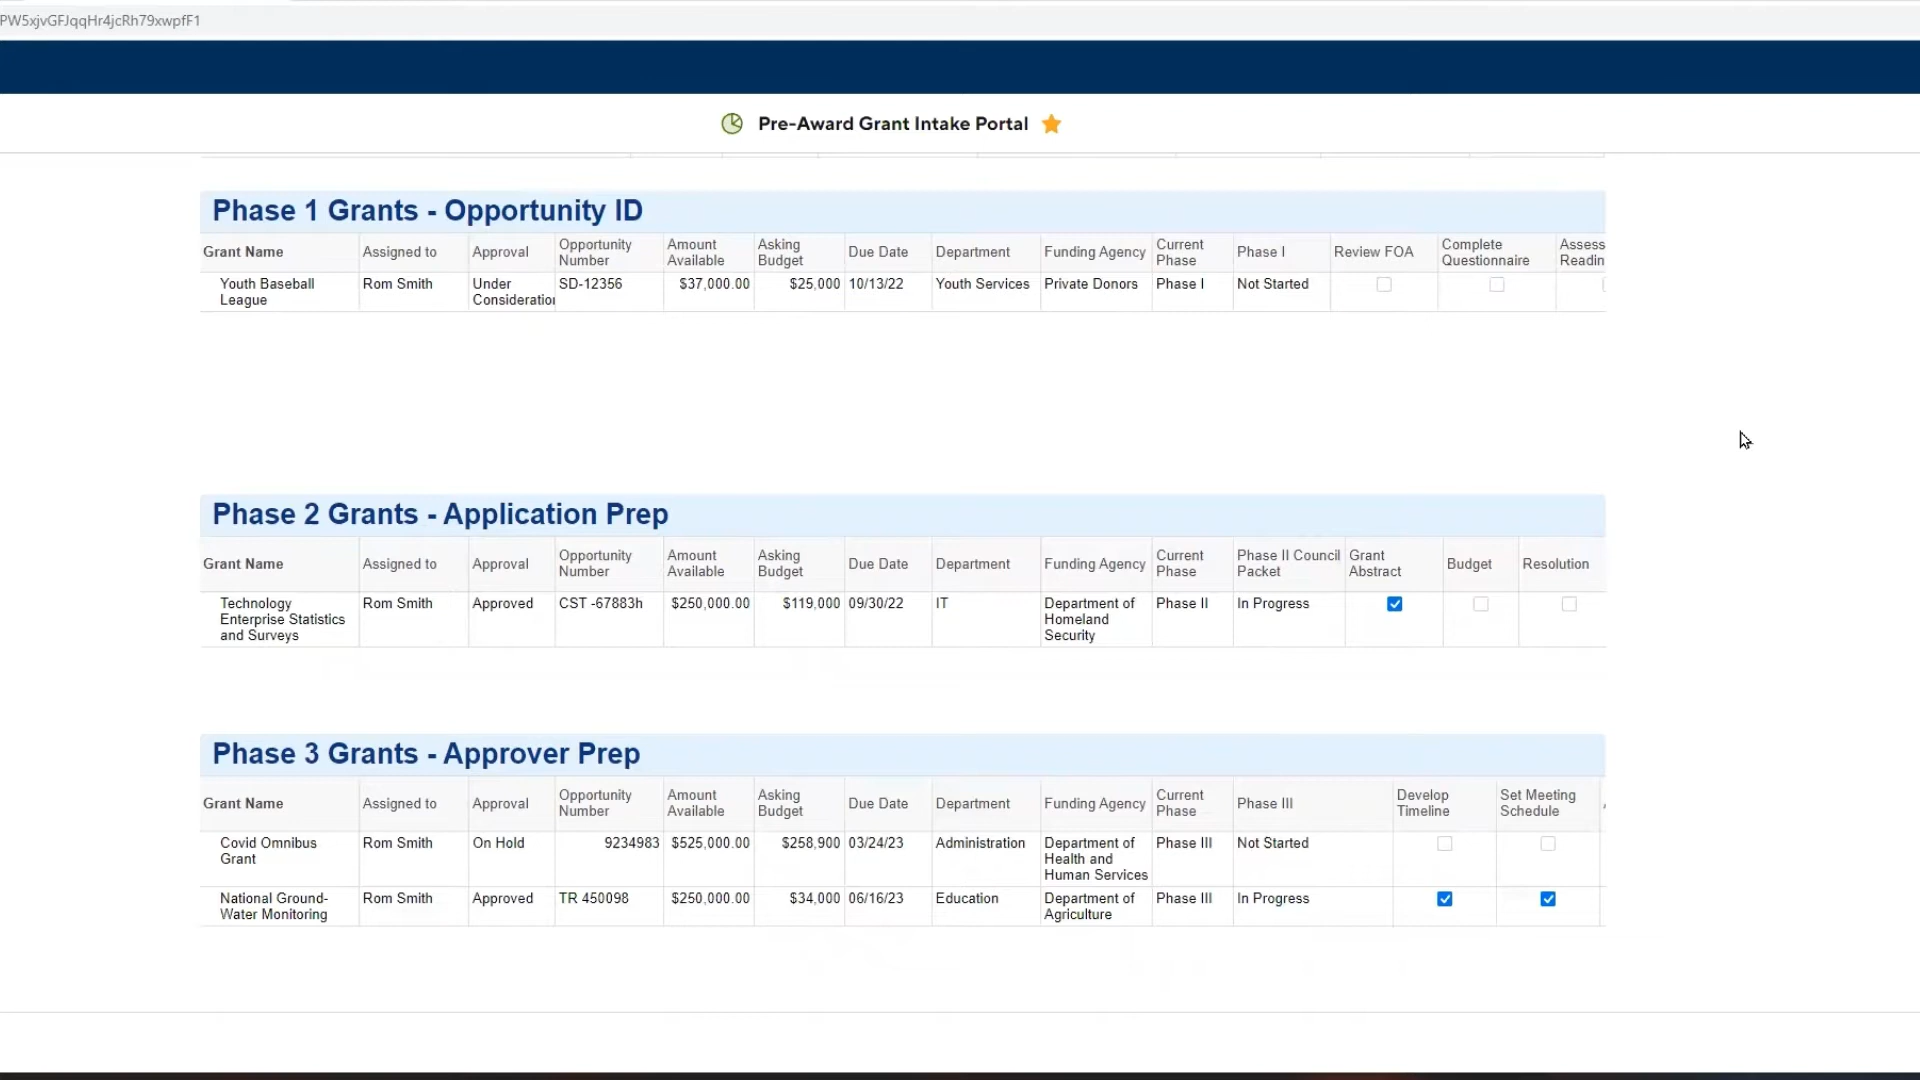 PW5xjvGFJqqHr4jcRh79xwpfF1
Pre-Award Grant Intake Portal
Phase 1 Grants - Opportunity ID
Grant Name Assigned to Approval Opportunity Number Amount Available Asking Budget Due Date Department Funding Agency Current Phase Phase I Review FOA Complete Questionnaire Assess Readin
Youth Baseball League Rom Smith Under Consideration SD-12356 $37,000.00 $25,000 10/13/22 Youth Services Private Donors Phase I Not Started
Phase 2 Grants - Application Prep
Grant Name Assigned to Approval Opportunity Number Amount Available Asking Budget Due Date Department Funding Agency Current Phase Phase II Council Packet Grant Abstract Budget Resolution
Technology Enterprise Statistics and Surveys Rom Smith Approved CST -67883h $250,000.00 $119,000 09/30/22 IT Department of Homeland Security Phase II In Progress
Phase 3 Grants - Approver Prep
Grant Name Assigned to Approval Opportunity Number Amount Available Asking Budget Due Date Department Funding Agency Current Phase Phase III Develop Timeline Set Meeting Schedule
Covid Omnibus Grant Rom Smith On Hold 9234983 $525,000.00 $258,900 03/24/23 Administration Department of Health and Human Services Phase III Not Started
National Ground-Water Monitoring Rom Smith Approved TR 450098 $250,000.00 $34,000 06/16/23 Education Department of Agriculture Phase III In Progress